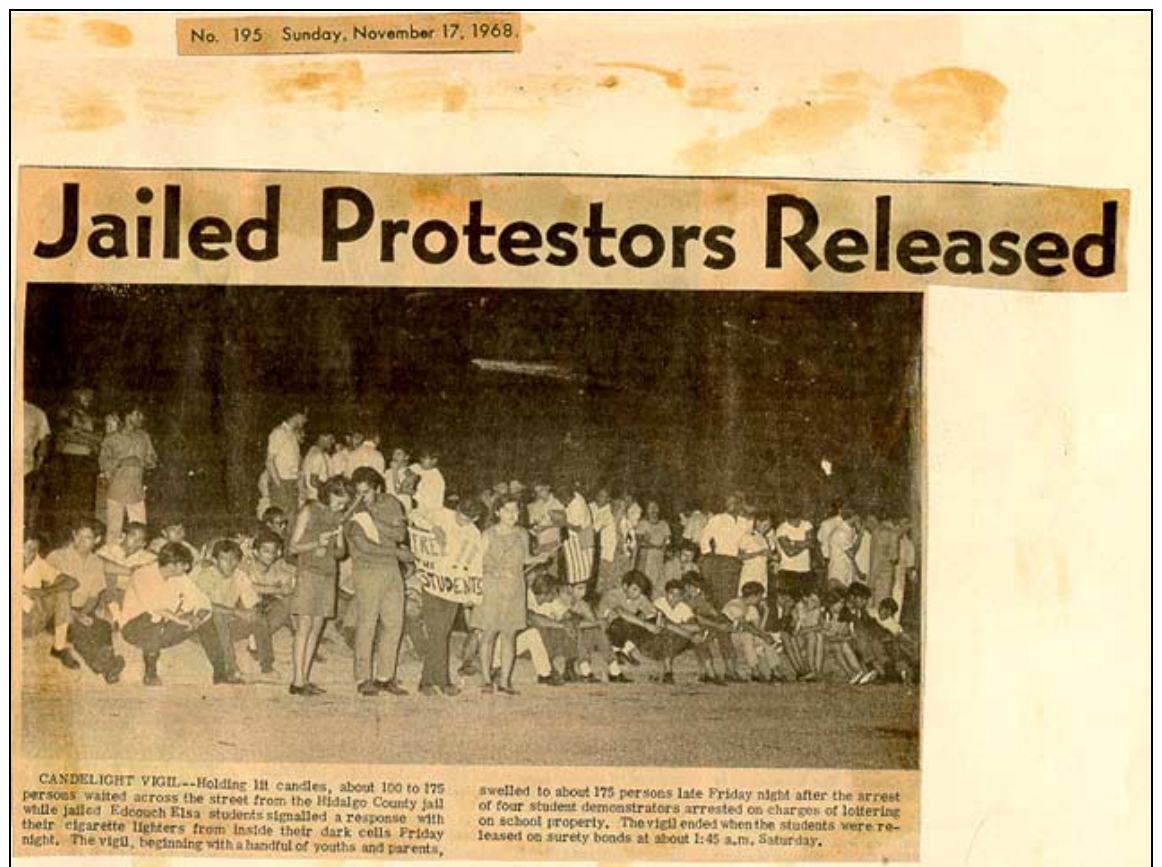 No. 195 Sunday, November 17, 1968.
Jailed Protestors Released
FREE !!
THE
STUDENTS
CANDELIGHT VIGIL--Holding lit candles, about 100 to 175
persons waited across the street from the Hidalgo County jail
while jailed Edcouch Elsa students signalled a response with
their cigarette lighters from inside their dark cells Friday
night. The vigil, beginning with a handful of youths and parents,
swelled to about 175 persons late Friday night after the arrest
of four student demonstrators arrested on charges of loitering
on school property. The vigil ended when the students were re-
leased on surety bonds at about 1:45 a.m. Saturday.